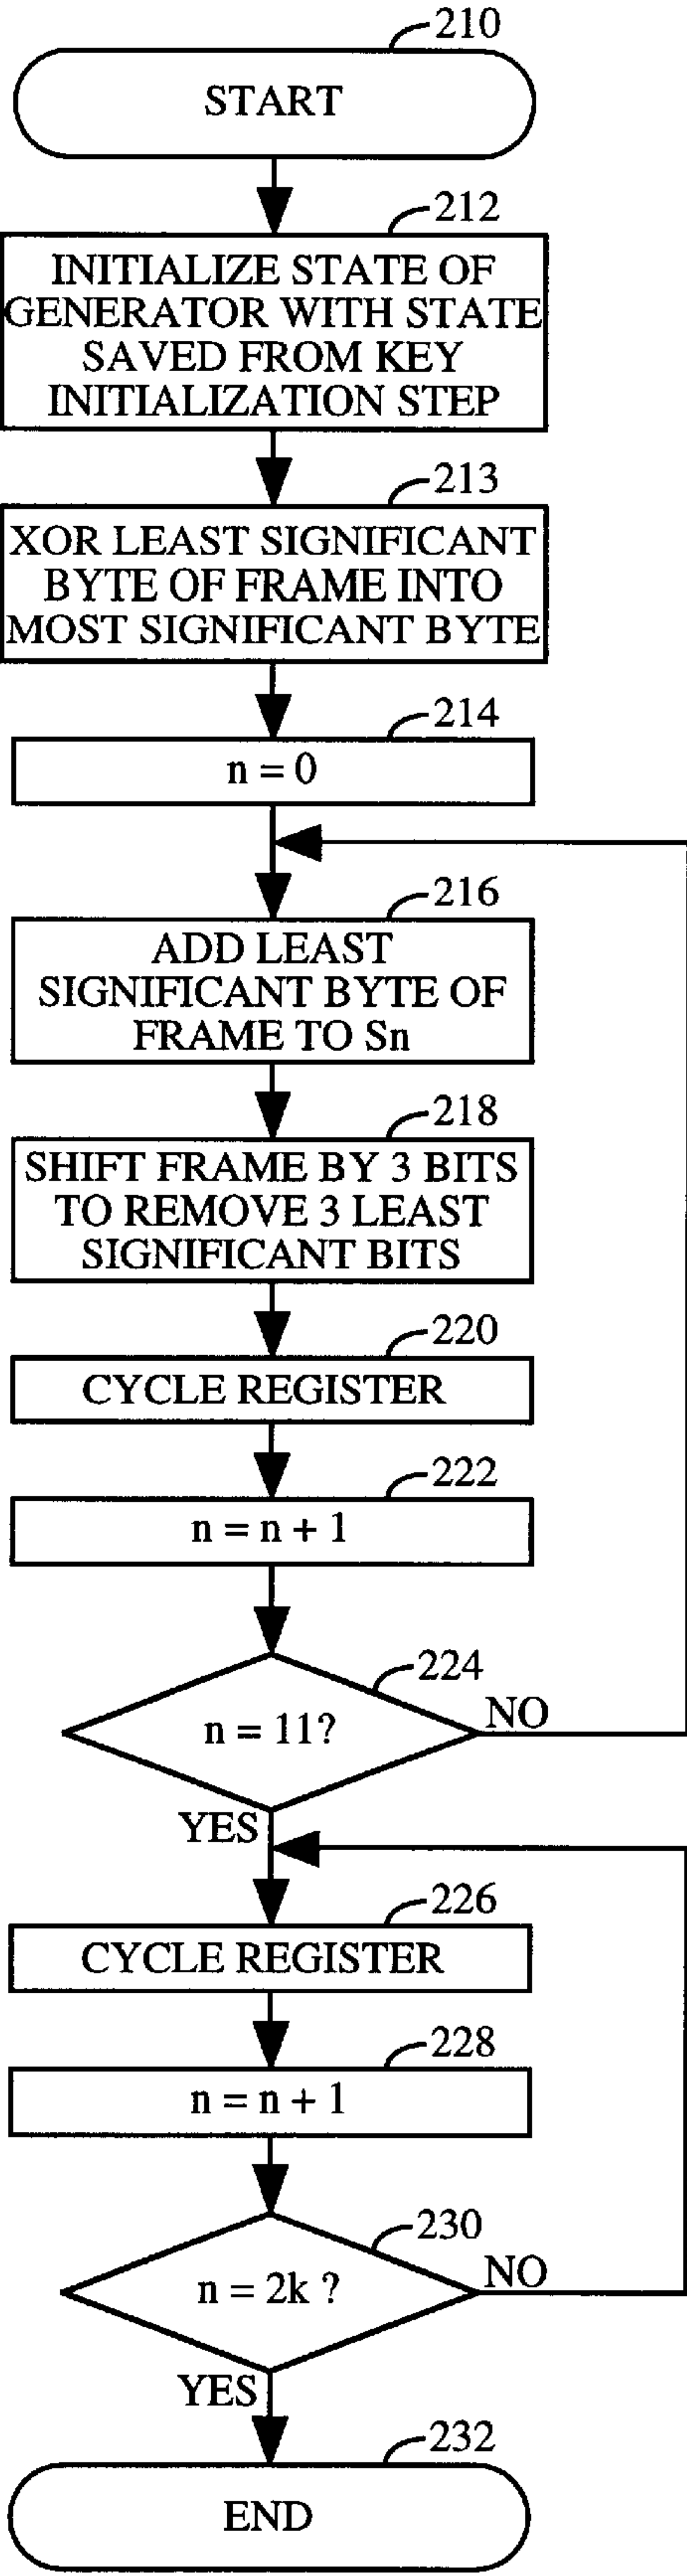 210
START
212
INITIALIZE STATE OF
GENERATOR WITH STATE
SAVED FROM KEY
INITIALIZATION STEP
213
XOR LEAST SIGNIFICANT
BYTE OF FRAME INTO
MOST SIGNIFICANT BYTE
214
n = 0
216
ADD LEAST
SIGNIFICANT BYTE OF
FRAME TO Sn
218
SHIFT FRAME BY 3 BITS
TO REMOVE 3 LEAST
SIGNIFICANT BITS
220
CYCLE REGISTER
222
n = n + 1
224
n = 11?
NO
YES
226
CYCLE REGISTER
228
n = n + 1
230
n = 2k ?
NO
YES
232
END